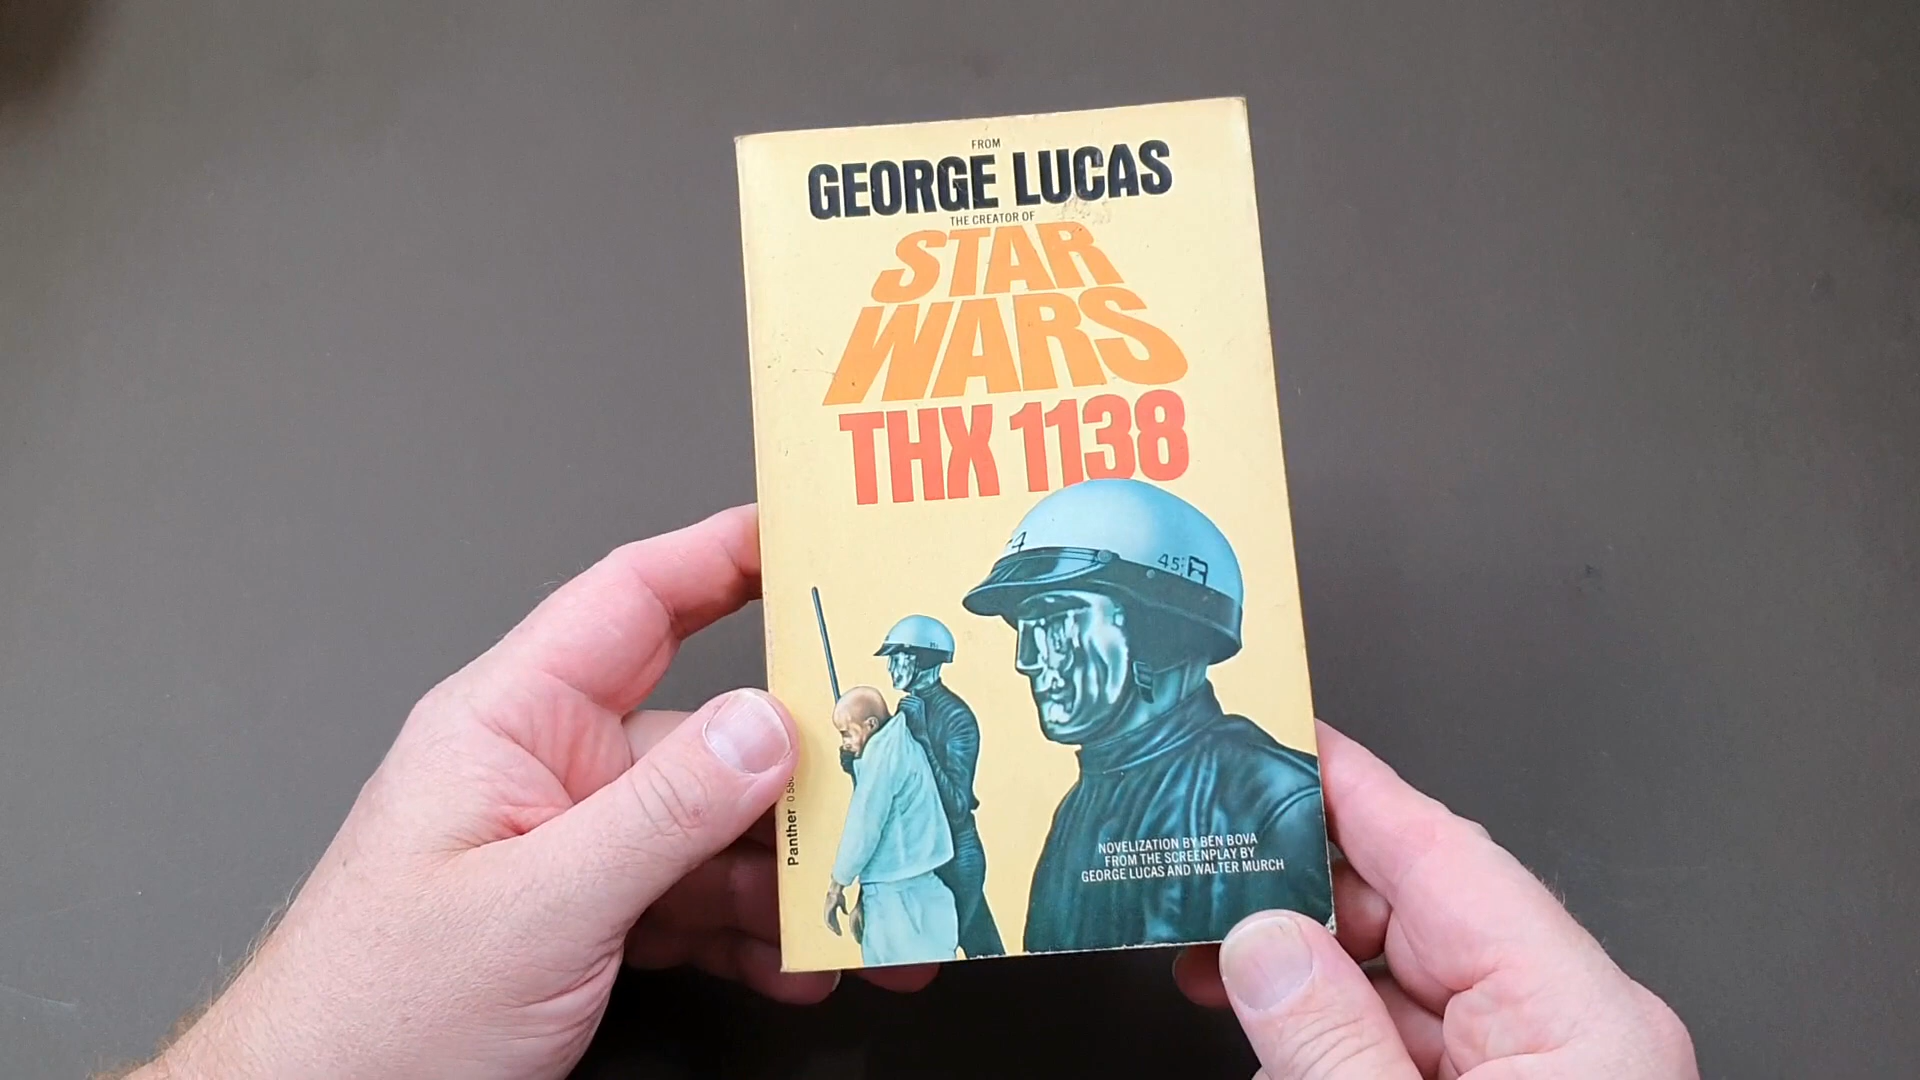 FROM
GEORGE LUCAS
THE CREATOR OF
STAR
WARS
THX 1138
45
NOVELIZATION BY BEN BOVA
FROM THE SCREENPLAY BY
GEORGE LUCAS AND WALTER MURCH
Panther